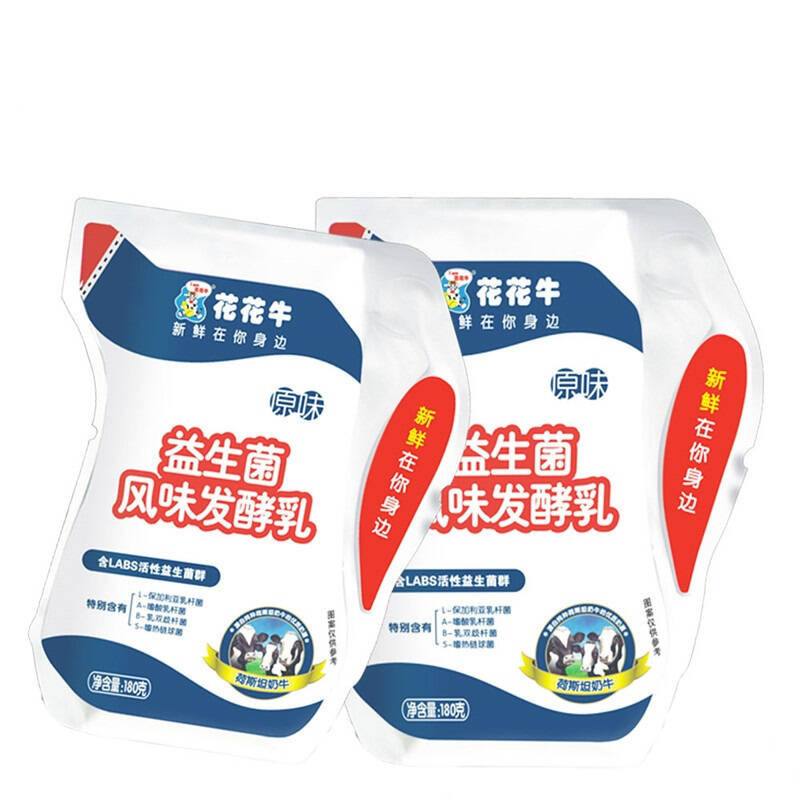 花花牛
新鲜在你身边
原味
益生菌
风味发酵乳
含LABS活性益生菌群
特别含有
L-保加利亚乳杆菌
A-嗜酸乳杆菌
B-乳双歧杆菌
S-嗜热链球菌
荷斯坦奶牛
净含量:180克
图案仅供参考
新鲜在你身边
花花牛
新鲜在你身边
原味
益生菌
味发酵乳
含LABS活性益生菌群
特别含有
L-保加利亚乳杆菌
A-嗜酸乳杆菌
B-乳双歧杆菌
S-嗜热链球菌
荷斯坦奶牛
净含量:180克
图案仅供参考
新鲜在你身边